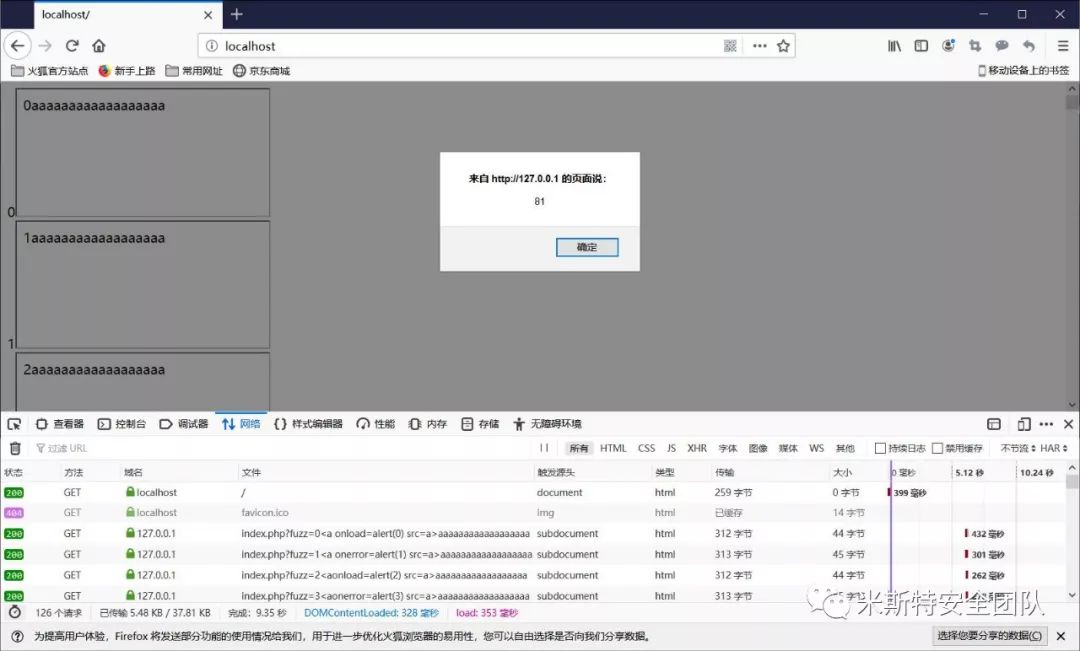 localhost/
localhost
火狐官方站点 新手上路 常用网址 京东商城 移动设备上的书签
0aaaaaaaaaaaaaaaaaaa
0
1aaaaaaaaaaaaaaaaaaa
1
2aaaaaaaaaaaaaaaaaaa
来自 http://127.0.0.1 的页面说：
81
确定
查看器 控制台 调试器 网络 {} 样式编辑器 性能 内存 存储 无障碍环境
过滤 URL 所有 HTML CSS JS XHR 字体 图像 媒体 WS 其他 持续日志 禁用缓存 不节流 HAR
状态 方法 域名 文件 触发源头 类型 传输 大小 0 毫秒 5.12 秒 10.24 秒
200 GET localhost / document html 259 字节 0 字节 399 毫秒
404 GET localhost favicon.ico img html 已缓存 14 字节
200 GET 127.0.0.1 index.php?fuzz=0<a onload=alert(0) src=a>aaaaaaaaaaaaaaaaaaa subdocument html 312 字节 44 字节 432 毫秒
200 GET 127.0.0.1 index.php?fuzz=1<a onerror=alert(1) src=a>aaaaaaaaaaaaaaaaaaa subdocument html 313 字节 45 字节 301 毫秒
200 GET 127.0.0.1 index.php?fuzz=2<aonload=alert(2) src=a>aaaaaaaaaaaaaaaaaaa subdocument html 312 字节 44 字节 262 毫秒
200 GET 127.0.0.1 index.php?fuzz=3<aonerror=alert(3) src=a>aaaaaaaaaaaaaaaaaaa subdocument html 313 字节
126 个请求 已传输 5.48 KB / 37.81 KB 完成: 9.35 秒 DOMContentLoaded: 328 毫秒 load: 353 毫秒
米斯特安全团队
为提高用户体验，Firefox 将发送部分功能的使用情况给我们，用于进一步优化火狐浏览器的易用性，您可以自由选择是否向我们分享数据。 选择您要分享的数据(C)